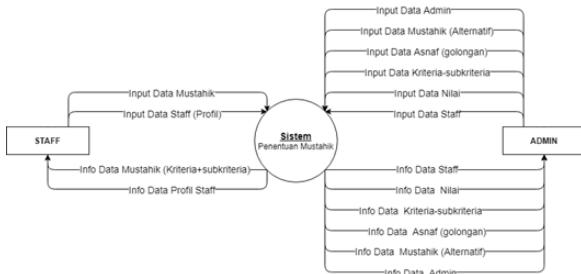 Input Data Admin
Input Data Mustahik (Alternatif)
Input Data Asnaf (golongan)
Input Data Kriteria-subkriteria
Input Data Mustahik
Input Data Nilai
Input Data Staff (Profil)
Input Data Staff
STAFF
Sistem
Penentuan Mustahik
ADMIN
Info Data Mustahik (Kriteria+subkriteria)
Info Data Staff
Info Data Profil Staff
Info Data Nilai
Info Data Kriteria-subkriteria
Info Data Asnaf (golongan)
Info Data Mustahik (Alternatif)
Info Data Admin